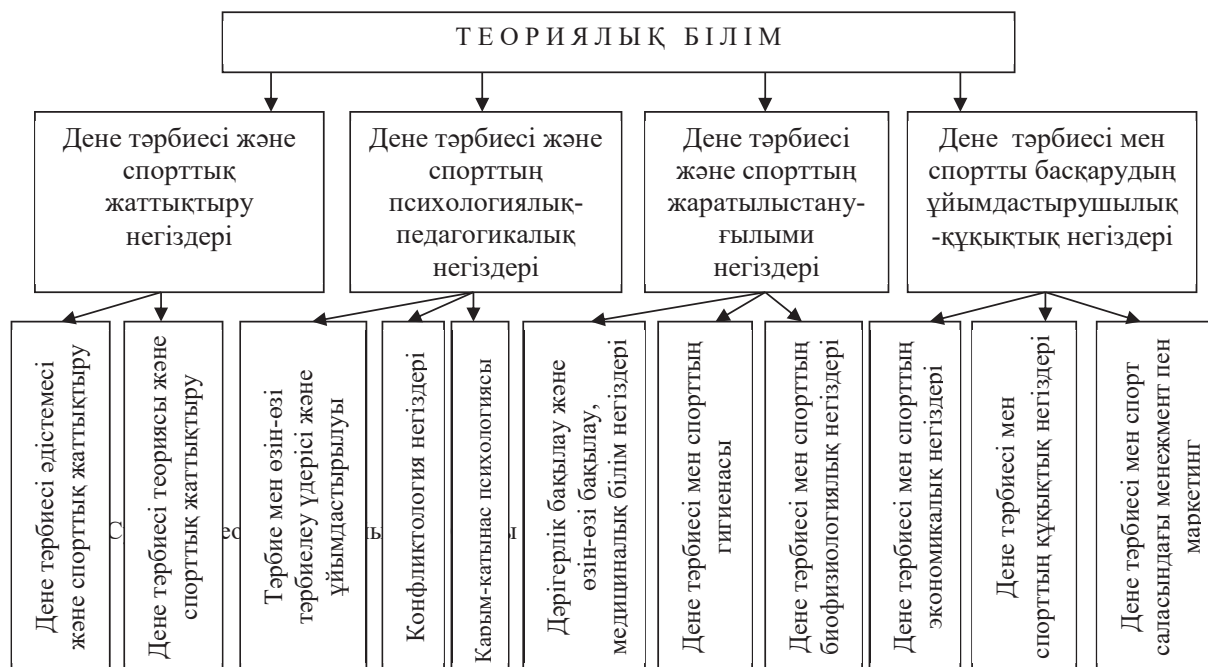 ТЕОРИЯЛЫҚ БІЛІМ
Дене тәрбиесі және
спорттық
жаттықтыру
негіздері
Дене тәрбиесі және
спорттың
психологиялық-
педагогикалық
негіздері
Дене тәрбиесі
және спорттың
жаратылыстану-
ғылыми
негіздері
Дене тәрбиесі мен
спортты басқарудың
ұйымдастырушылық
-құқықтық негіздері
Дене тәрбиесі әдістемесі
және спорттық жаттықтыру
Дене тәрбиесі теориясы және
спорттык жаттықтыру
Тәрбие мен өзін-өзі
тәрбиелеу үдерісі және
ұйымдастырылуы
Конфликтология негіздері
Карым-катынас психологиясы
Дәрігерлік бақылау және
өзін-өзі бақылау,
медициналық білім негіздері
Дене тәрбиесі мен спорттың
гигиенасы
Дене тәрбиесі мен спорттың
биофизиологиялық негіздері
Дене тәрбиесі мен спорттың
экономикалық негіздері
Дене тәрбиесі мен
спорттың құқықтық негіздері
Дене тәрбиесі мен спорт
саласындағы менежмент пен
маркетинг